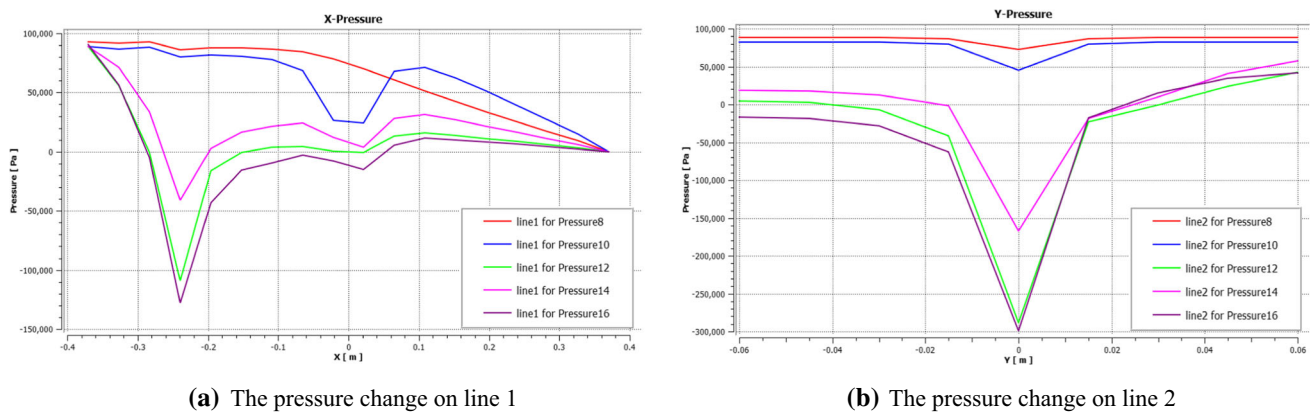 X-Pressure
Pressure [ Pa ]
100,000
50,000
0
-50,000
-100,000
-150,000
-0.4
-0.3
-0.2
-0.1
0
0.1
0.2
0.3
0.4
X [ m ]
line1 for Pressure8
line1 for Pressure10
line1 for Pressure12
line1 for Pressure14
line1 for Pressure16
(a) The pressure change on line 1
Y-Pressure
Pressure [ Pa ]
100,000
50,000
0
-50,000
-100,000
-150,000
-200,000
-250,000
-300,000
-0.06
-0.04
-0.02
0
0.02
0.04
0.06
Y [ m ]
line2 for Pressure8
line2 for Pressure10
line2 for Pressure12
line2 for Pressure14
line2 for Pressure16
(b) The pressure change on line 2